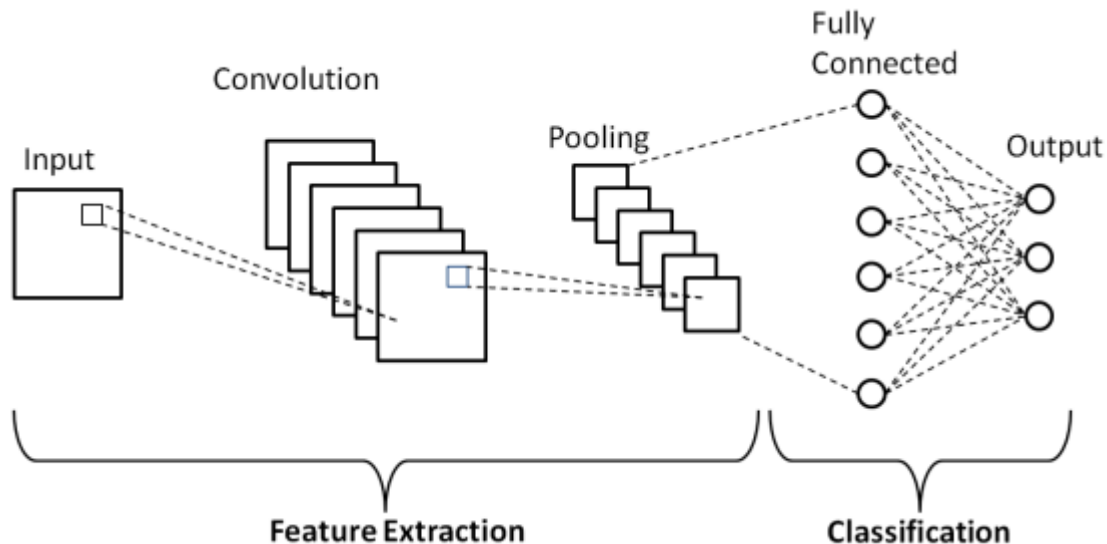 Input
Convolution
Pooling
Fully
Connected
Output
Feature Extraction
Classification